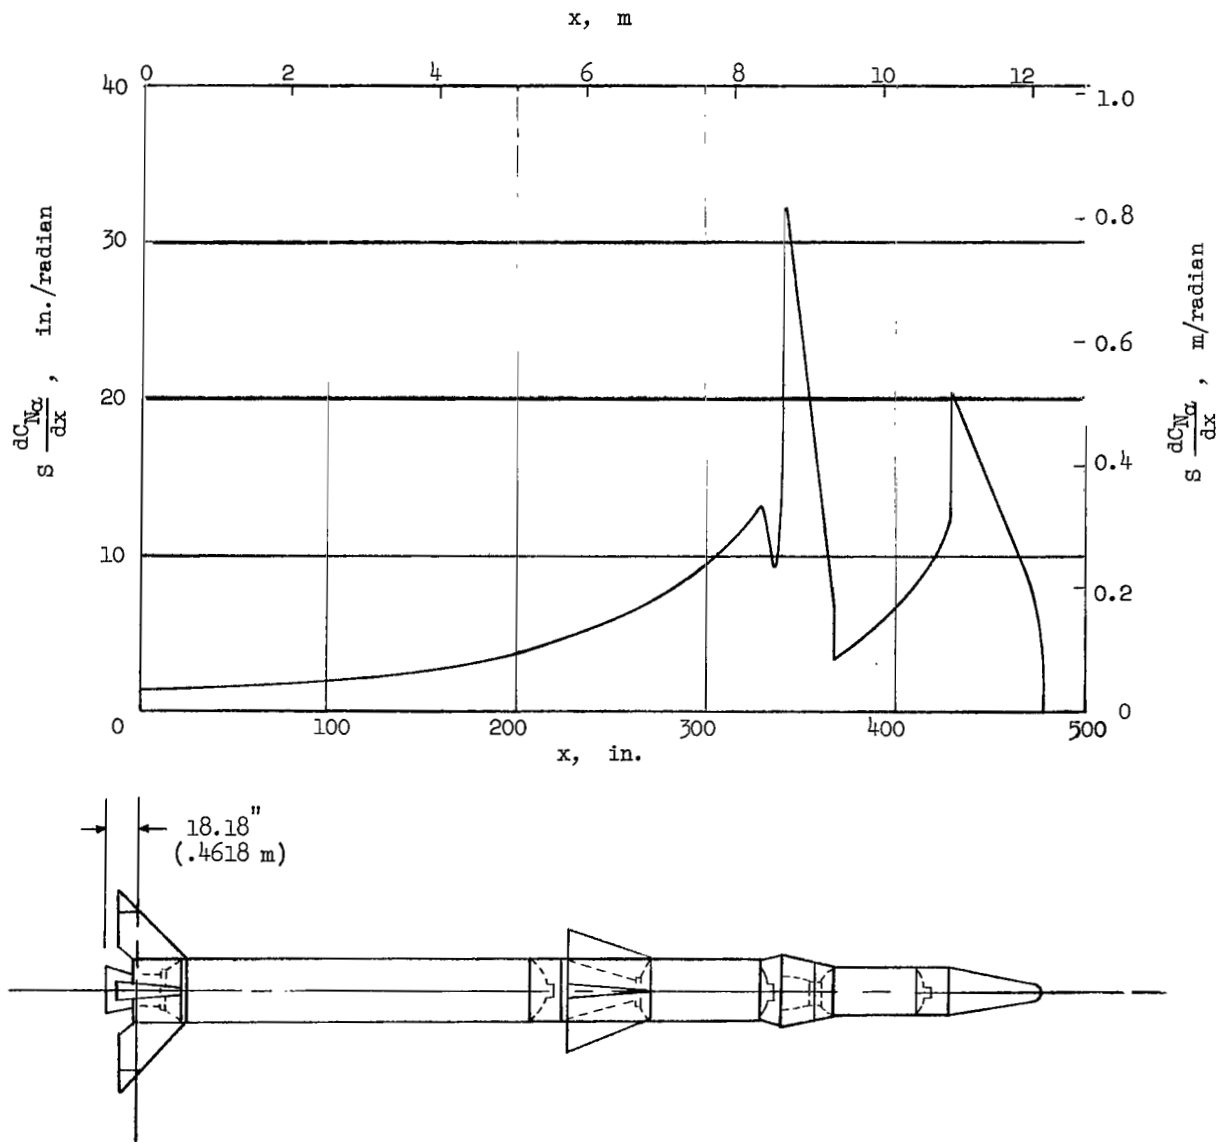 x, m
0 2 4 6 8 10 12
40
30
20
10
0
S dC_Nα/dx , in./radian
1.0
0.8
0.6
0.4
0.2
0
S dC_Nα/dx , m/radian
100 200 300 400 500
x, in.
18.18"
(.4618 m)